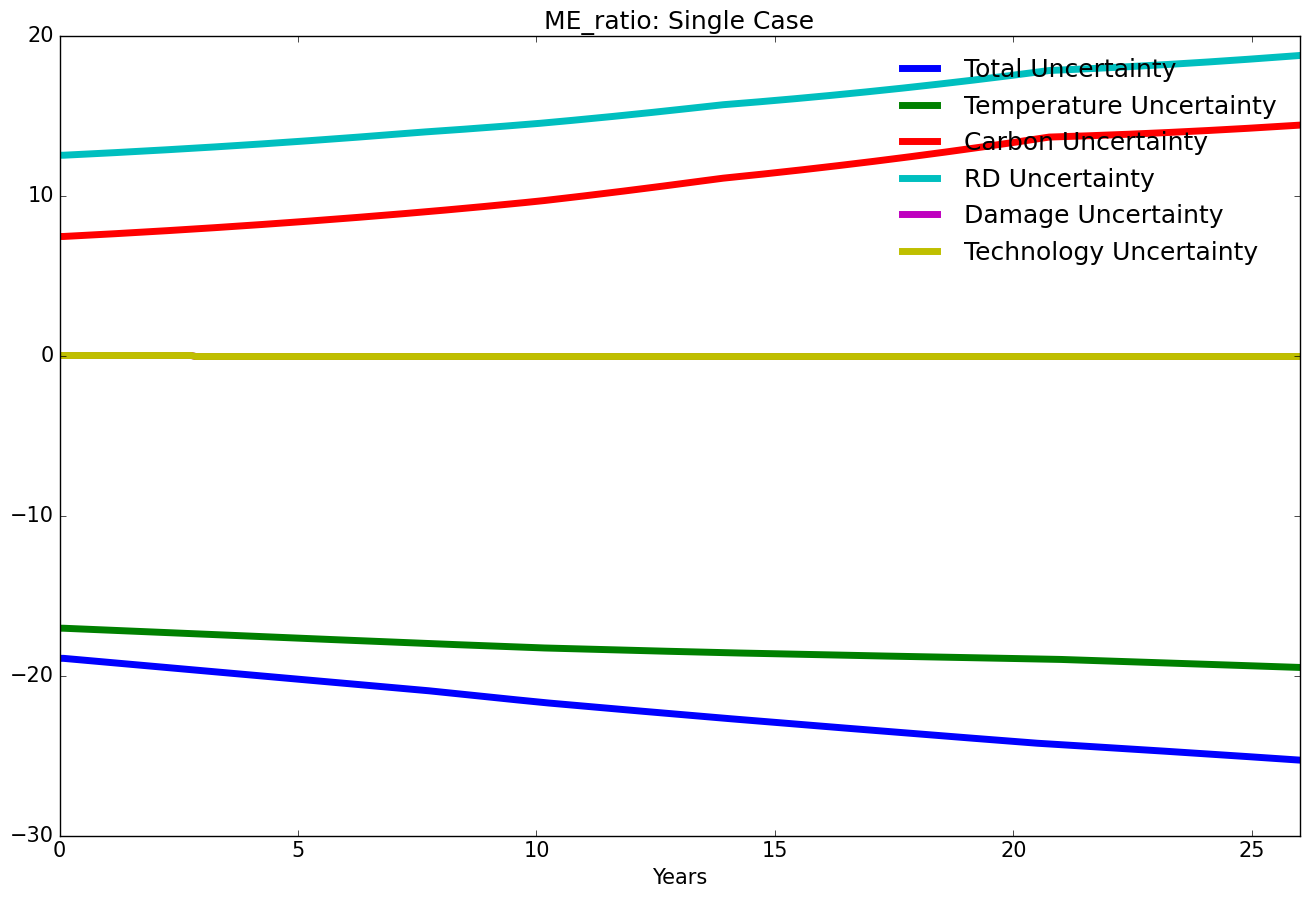 ME_ratio: Single Case
20
10
0
−10
−20
−30
Total Uncertainty
Temperature Uncertainty
Carbon Uncertainty
RD Uncertainty
Damage Uncertainty
Technology Uncertainty
0 5 10 15 20 25
Years